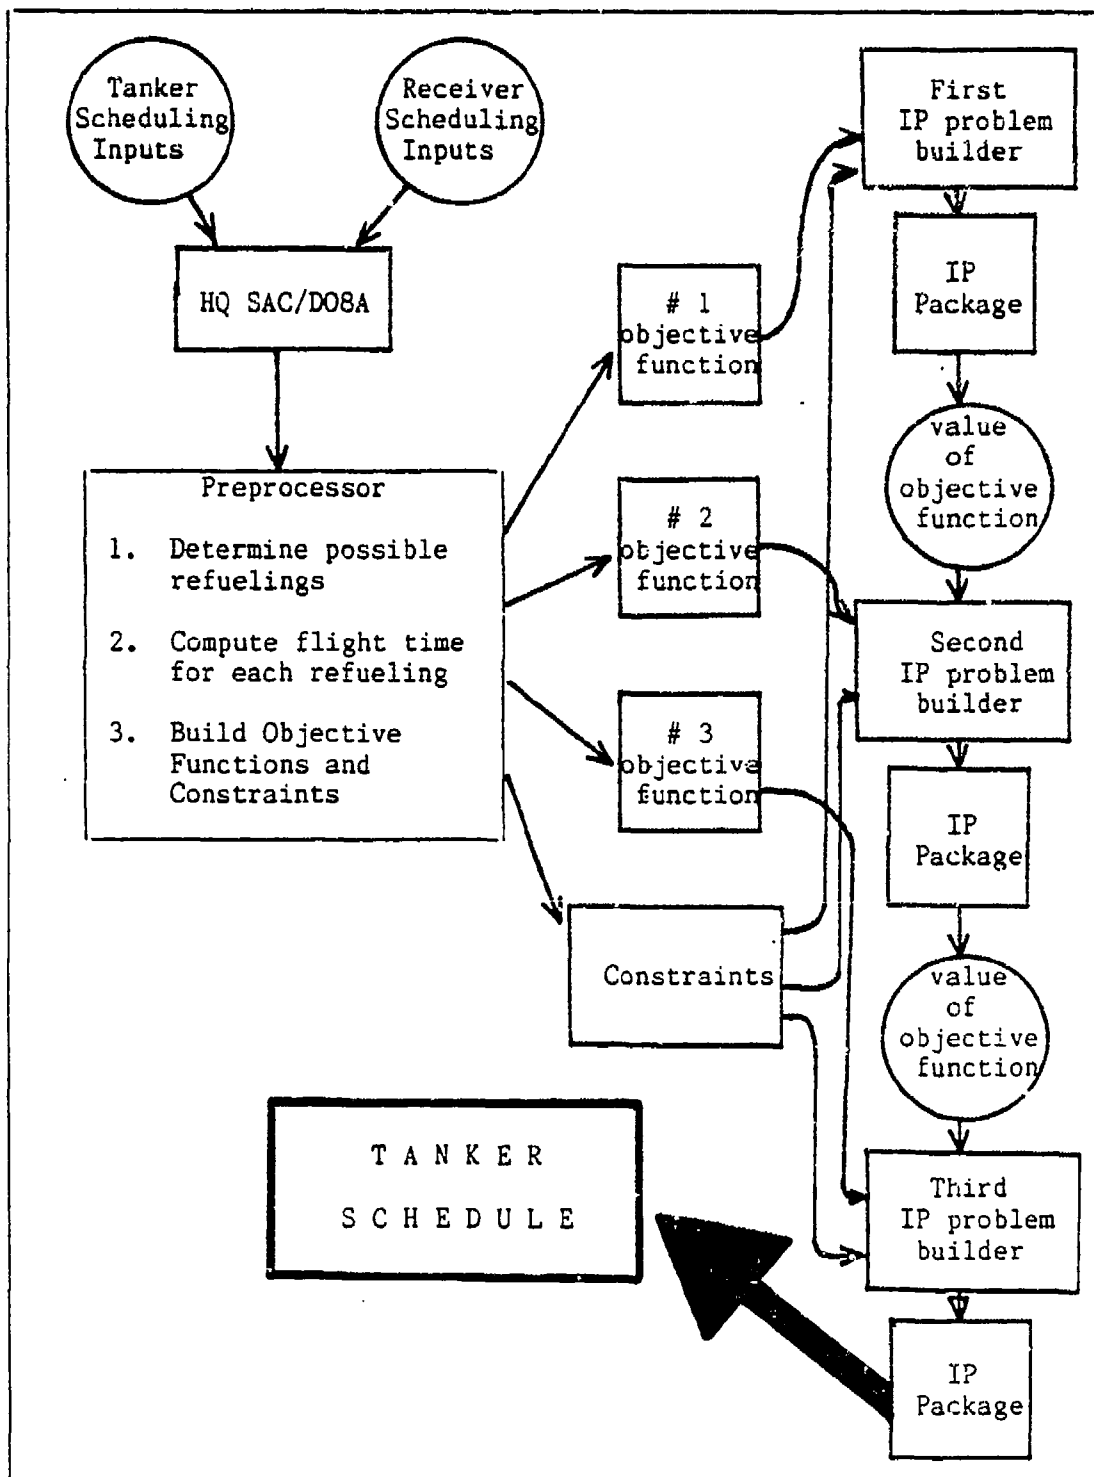 Tanker
Scheduling
Inputs
Receiver
Scheduling
Inputs
HQ SAC/DO8A
Preprocessor
1. Determine possible
refuelings
2. Compute flight time
for each refueling
3. Build Objective
Functions and
Constraints
# 1
objective
function
# 2
objective
function
# 3
objective
function
Constraints
First
IP problem
builder
IP
Package
value
of
objective
function
Second
IP problem
builder
IP
Package
value
of
objective
function
Third
IP problem
builder
IP
Package
T A N K E R
S C H E D U L E